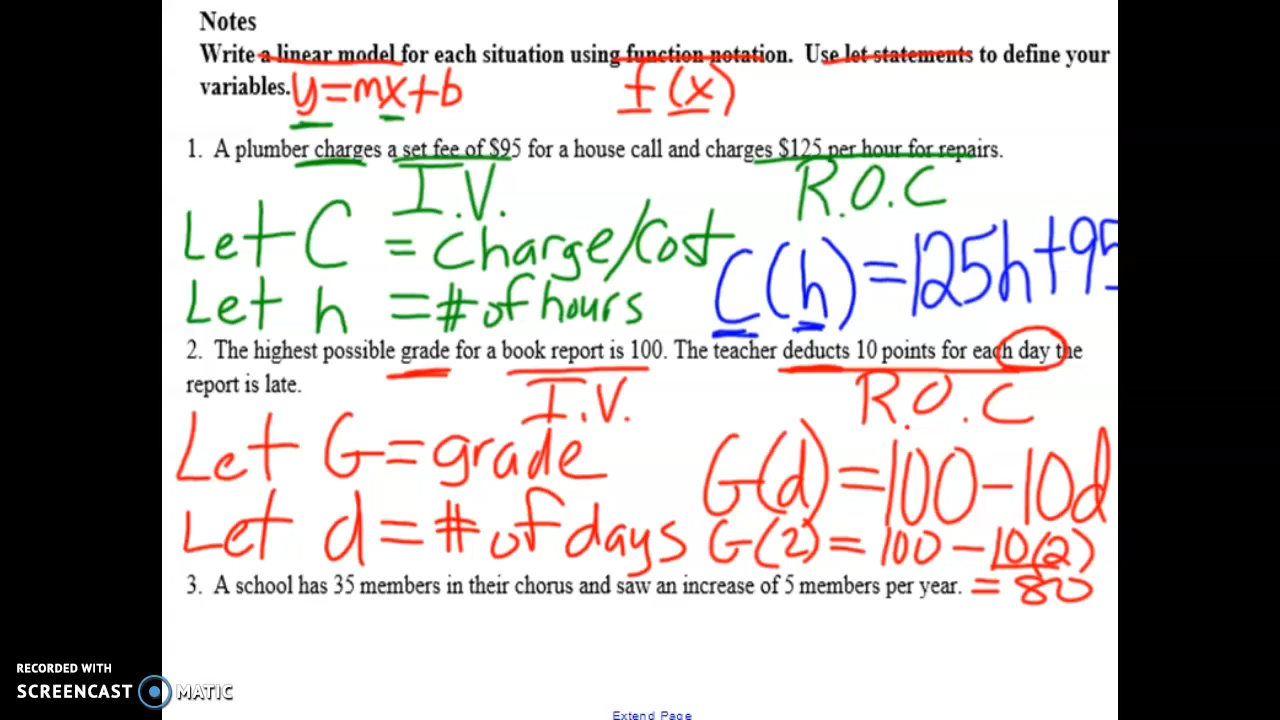 Notes
Write a linear model for each situation using function notation. Use let statements to define your
variables. y=mx+b f(x)
1. A plumber charges a set fee of $95 for a house call and charges $125 per hour for repairs.
I.V. R.O.C
Let C = charge/cost
C(h)=125h+95
Let h = # of hours
2. The highest possible grade for a book report is 100. The teacher deducts 10 points for each day the
report is late.
I.V. R.O.C
Let G = grade
G(d)=100-10d
Let d = # of days
G(2)=100-10(2)
3. A school has 35 members in their chorus and saw an increase of 5 members per year.
= 80
RECORDED WITH
SCREENCAST MATIC
Extend Page